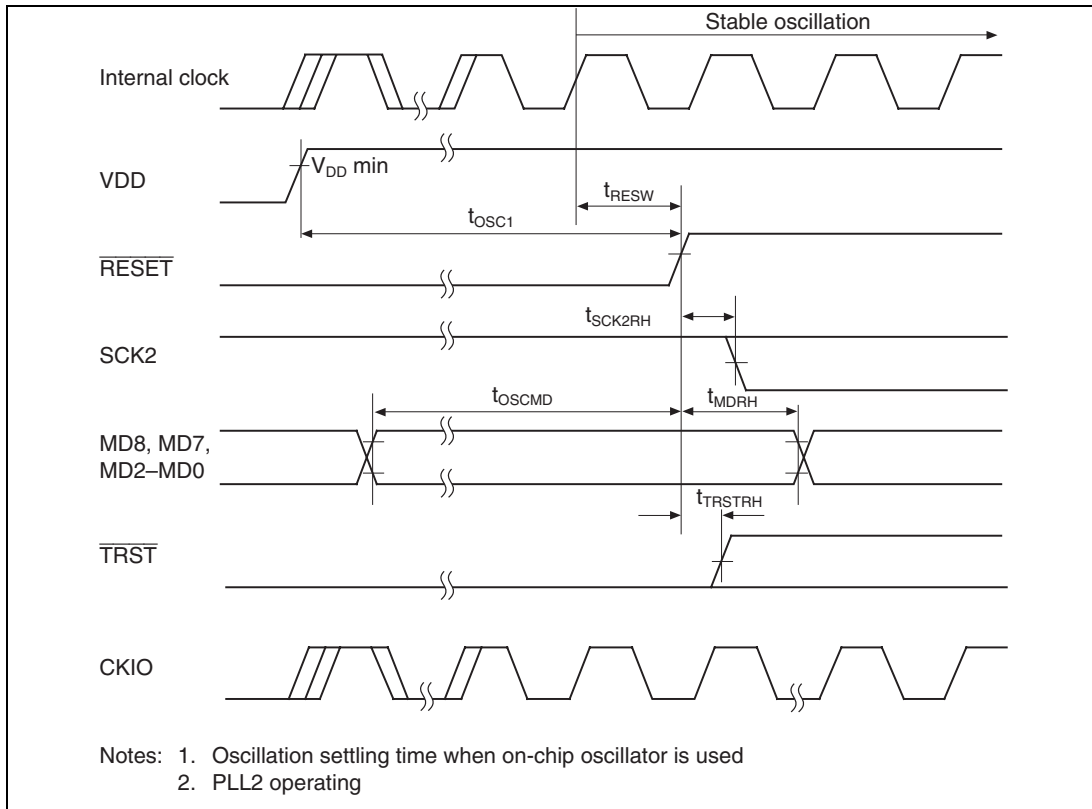 Stable oscillation
Internal clock
VDD
VDD min
tRESW
tOSC1
RESET
tSCK2RH
SCK2
tOSCMD
tMDRH
MD8, MD7,
MD2–MD0
tTRSTRH
TRST
CKIO
Notes: 1. Oscillation settling time when on-chip oscillator is used
2. PLL2 operating